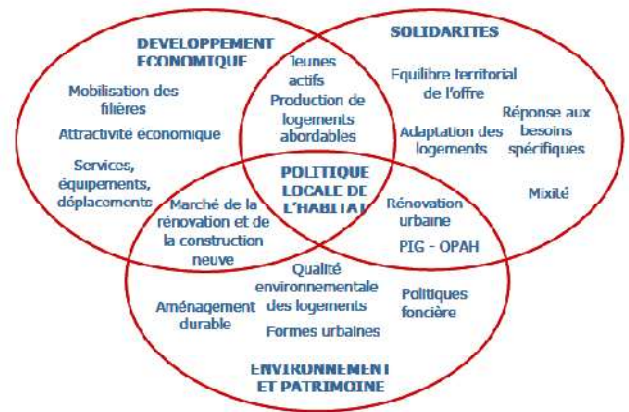 DEVELOPPEMENT
ECONOMIQUE
Mobilisation des
filières
Attractivité économique
Services,
équipements,
déplacements
Jeunes
actifs
Production de
logements
abordables
SOLIDARITES
Equilibre territorial
de l'offre
Adaptation des
logements
Réponse aux
besoins
spécifiques
Mixité
POLITIQUE
LOCALE DE
L'HABITAT
Marché de la
rénovation et de
la construction
neuve
Rénovation
urbaine
PIG - OPAH
Qualité
environnementale
des logements
Aménagement
durable
Formes urbaines
Politiques
foncière
ENVIRONNEMENT
ET PATRIMOINE